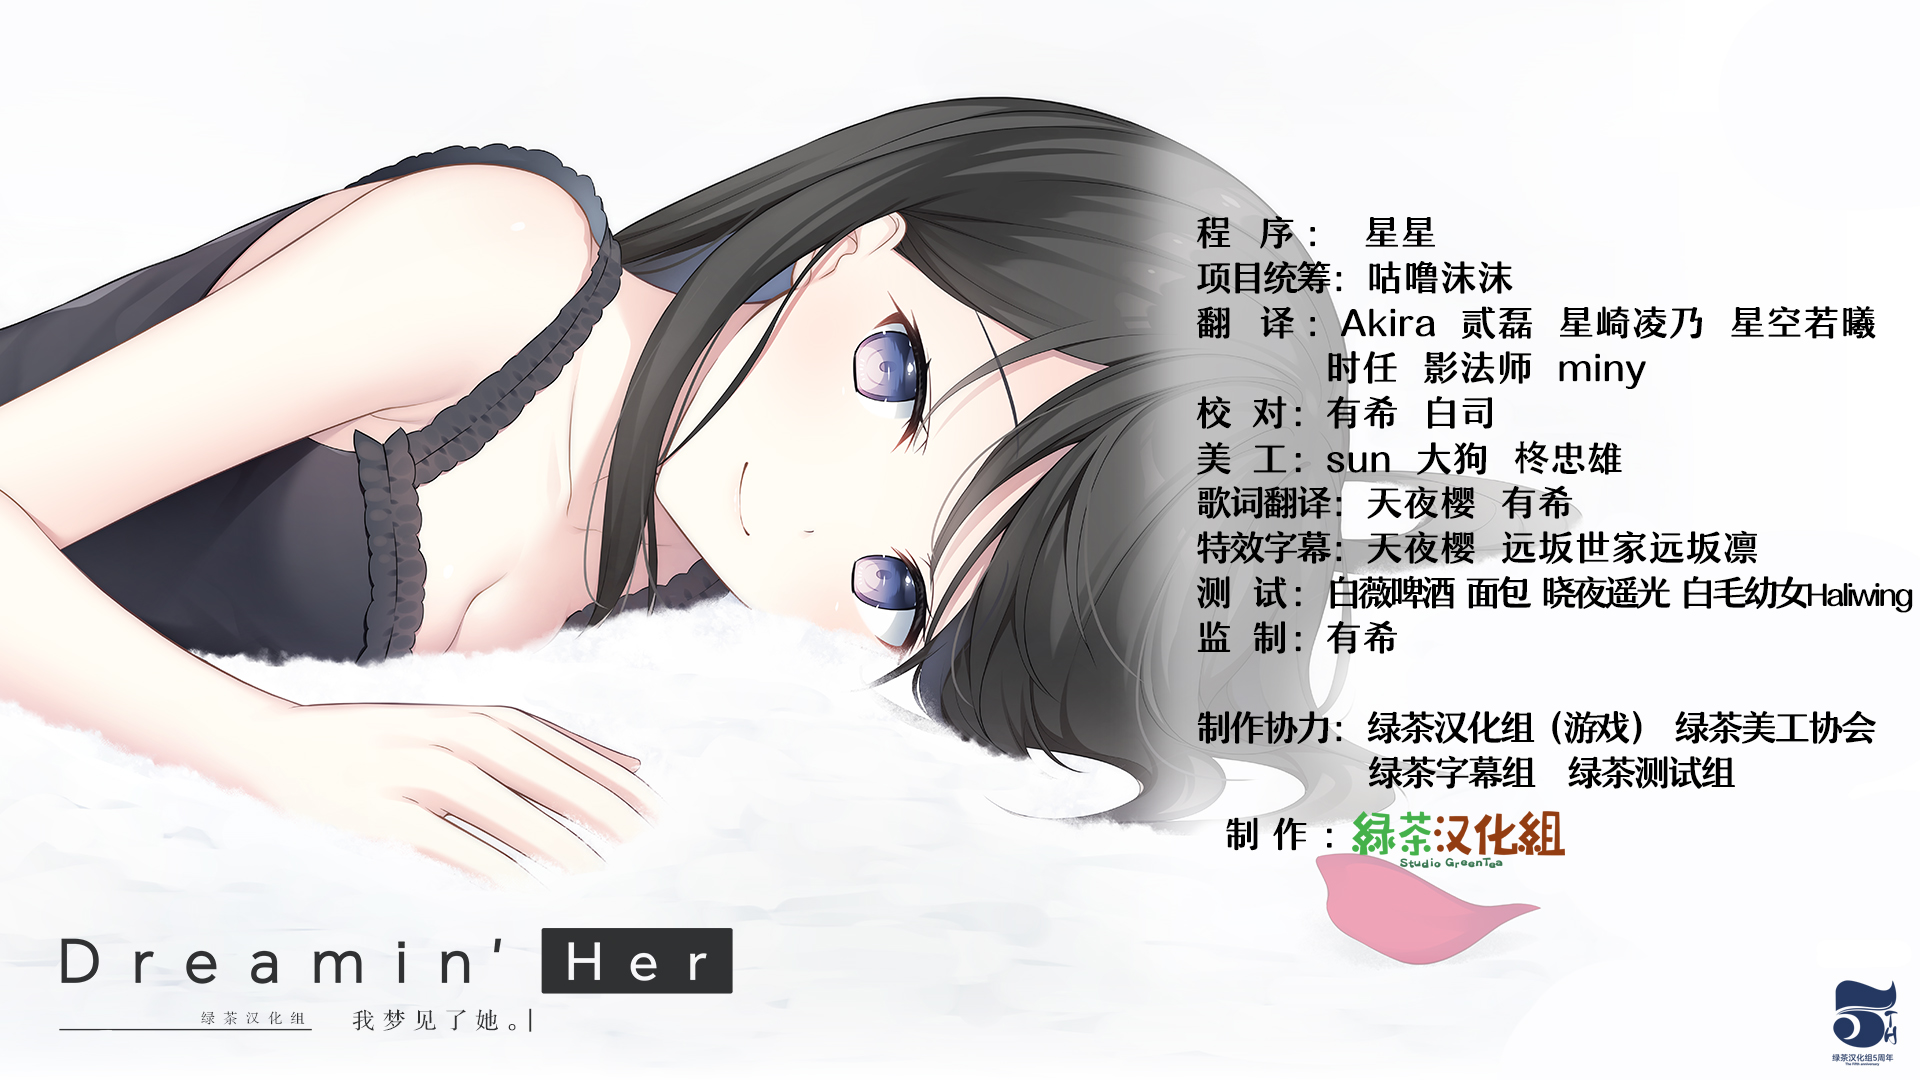 程 序： 星星
项目统筹：咕噜沫沫
翻 译：Akira 贰磊 星崎凌乃 星空若曦
时任 影法师 miny
校 对：有希 白司
美 工：sun 大狗 柊忠雄
歌词翻译：天夜樱 有希
特效字幕：天夜樱 远坂世家远坂凛
测 试：白薇啤酒 面包 晓夜遥光 白毛幼女Haliwing
监 制：有希
制作协力：绿茶汉化组（游戏） 绿茶美工协会
绿茶字幕组 绿茶测试组
制 作：緑茶汉化組
Studio GreenTea
Dreamin' Her
绿茶汉化组 我梦见了她。
5TH
绿茶汉化组5周年
The Fifth anniversary